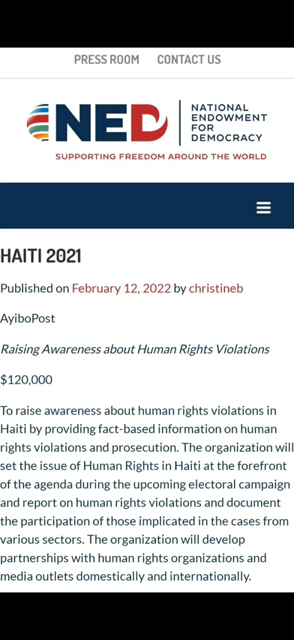 PRESS ROOM CONTACT US
NED
NATIONAL
ENDOWMENT
FOR
DEMOCRACY
SUPPORTING FREEDOM AROUND THE WORLD
HAITI 2021
Published on February 12, 2022 by christineb
AyiboPost
Raising Awareness about Human Rights Violations
$120,000
To raise awareness about human rights violations in
Haiti by providing fact-based information on human
rights violations and prosecution. The organization will
set the issue of Human Rights in Haiti at the forefront
of the agenda during the upcoming electoral campaign
and report on human rights violations and document
the participation of those implicated in the cases from
various sectors. The organization will develop
partnerships with human rights organizations and
media outlets domestically and internationally.